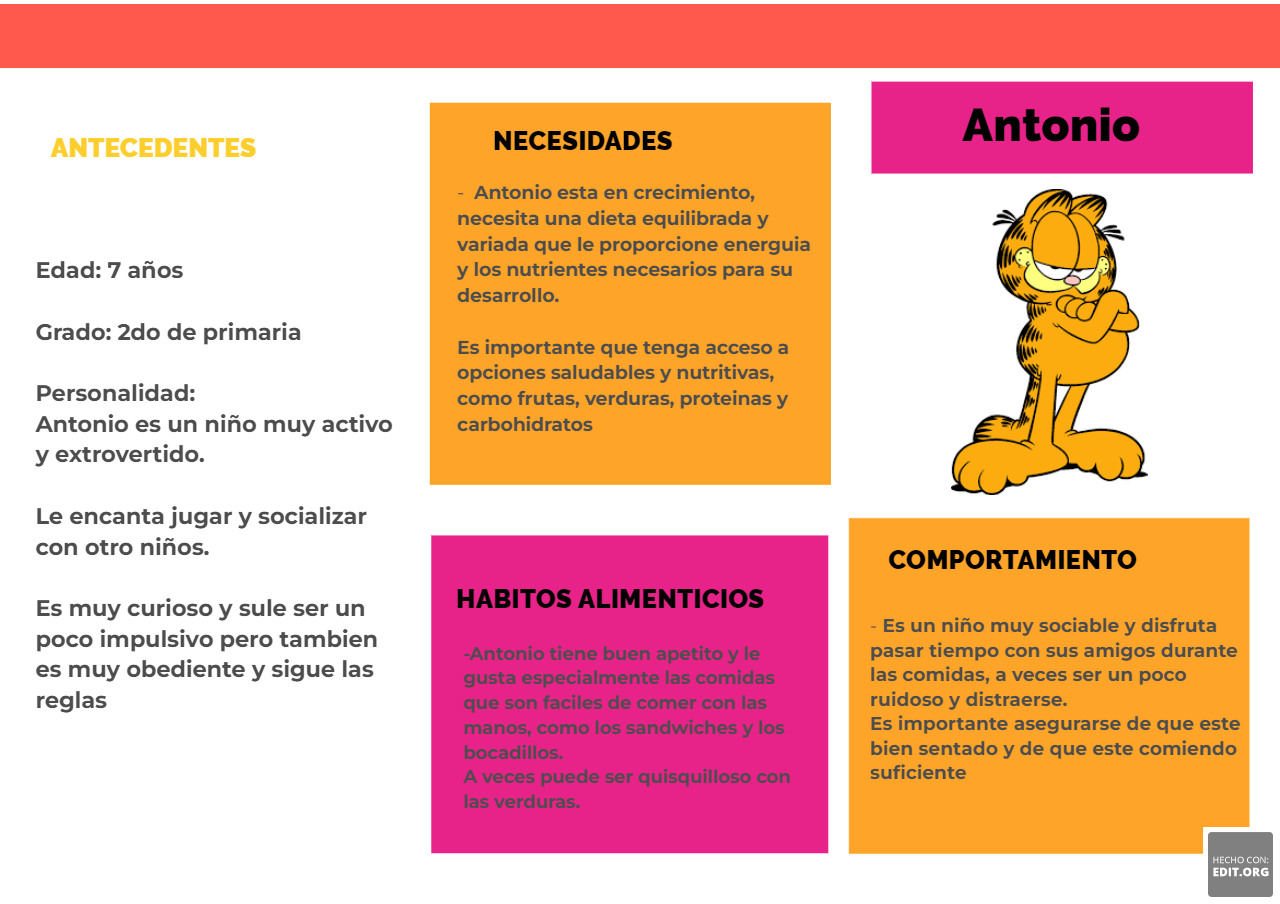 ANTECEDENTES
Edad: 7 años
Grado: 2do de primaria
Personalidad:
Antonio es un niño muy activo
y extrovertido.
Le encanta jugar y socializar
con otro niños.
Es muy curioso y sule ser un
poco impulsivo pero tambien
es muy obediente y sigue las
reglas
NECESIDADES
- Antonio esta en crecimiento,
necesita una dieta equilibrada y
variada que le proporcione energuia
y los nutrientes necesarios para su
desarrollo.
Es importante que tenga acceso a
opciones saludables y nutritivas,
como frutas, verduras, proteinas y
carbohidratos
HABITOS ALIMENTICIOS
-Antonio tiene buen apetito y le
gusta especialmente las comidas
que son faciles de comer con las
manos, como los sandwiches y los
bocadillos.
A veces puede ser quisquilloso con
las verduras.
Antonio
COMPORTAMIENTO
- Es un niño muy sociable y disfruta
pasar tiempo con sus amigos durante
las comidas, a veces ser un poco
ruidoso y distraerse.
Es importante asegurarse de que este
bien sentado y de que este comiendo
suficiente
HECHO CON:
EDIT.ORG